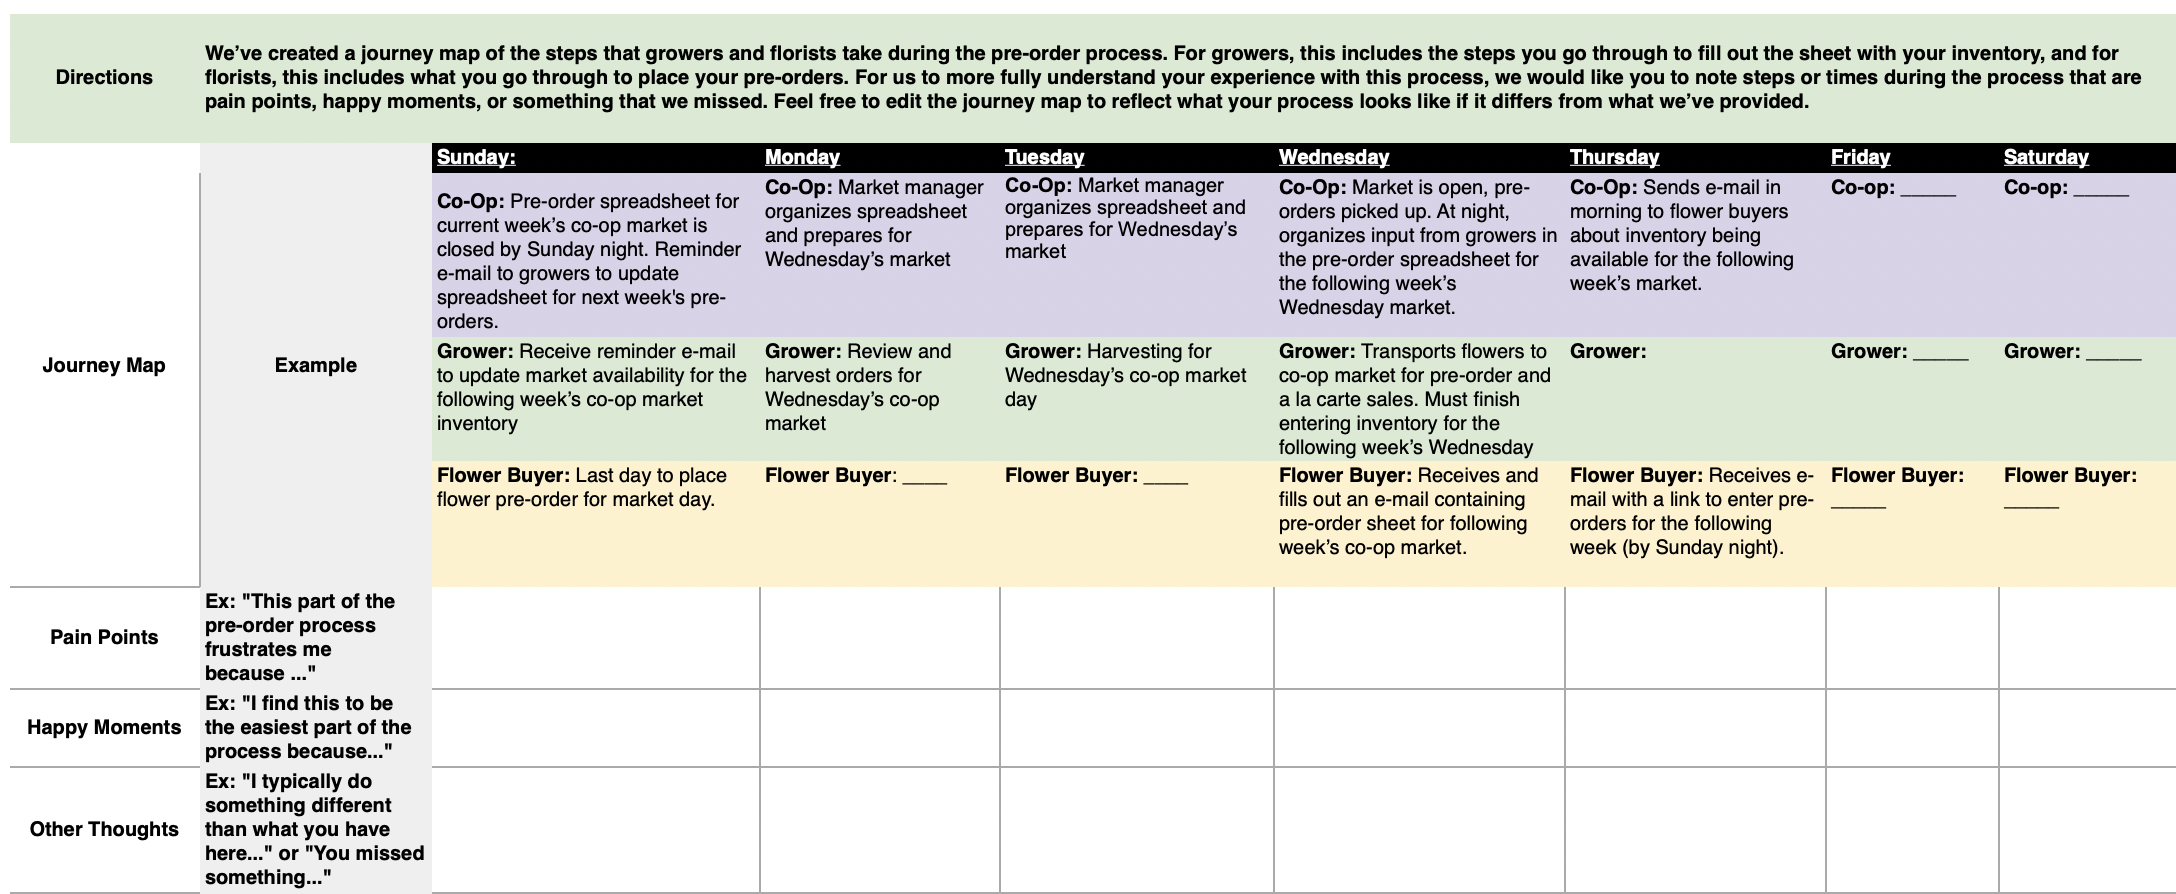 Directions
We’ve created a journey map of the steps that growers and florists take during the pre-order process. For growers, this includes the steps you go through to fill out the sheet with your inventory, and for
florists, this includes what you go through to place your pre-orders. For us to more fully understand your experience with this process, we would like you to note steps or times during the process that are
pain points, happy moments, or something that we missed. Feel free to edit the journey map to reflect what your process looks like if it differs from what we’ve provided.
Sunday:
Monday
Tuesday
Wednesday
Thursday
Friday
Saturday
Journey Map
Example
Co-Op: Pre-order spreadsheet for
current week’s co-op market is
closed by Sunday night. Reminder
e-mail to growers to update
spreadsheet for next week's pre-
orders.
Co-Op: Market manager
organizes spreadsheet
and prepares for
Wednesday’s market
Co-Op: Market manager
organizes spreadsheet and
prepares for Wednesday’s
market
Co-Op: Market is open, pre-
orders picked up. At night,
organizes input from growers in
the pre-order spreadsheet for
the following week’s
Wednesday market.
Co-Op: Sends e-mail in
morning to flower buyers
about inventory being
available for the following
week’s market.
Co-op: _____
Co-op: _____
Grower: Receive reminder e-mail
to update market availability for the
following week’s co-op market
inventory
Grower: Review and
harvest orders for
Wednesday’s co-op
market
Grower: Harvesting for
Wednesday’s co-op market
day
Grower: Transports flowers to
co-op market for pre-order and
a la carte sales. Must finish
entering inventory for the
following week’s Wednesday
Grower:
Grower: _____
Grower: _____
Flower Buyer: Last day to place
flower pre-order for market day.
Flower Buyer: ____
Flower Buyer: ____
Flower Buyer: Receives and
fills out an e-mail containing
pre-order sheet for following
week’s co-op market.
Flower Buyer: Receives e-
mail with a link to enter pre-
orders for the following
week (by Sunday night).
Flower Buyer:
_____
Flower Buyer:
_____
Pain Points
Ex: "This part of the
pre-order process
frustrates me
because ..."
Happy Moments
Ex: "I find this to be
the easiest part of the
process because..."
Other Thoughts
Ex: "I typically do
something different
than what you have
here..." or "You missed
something..."